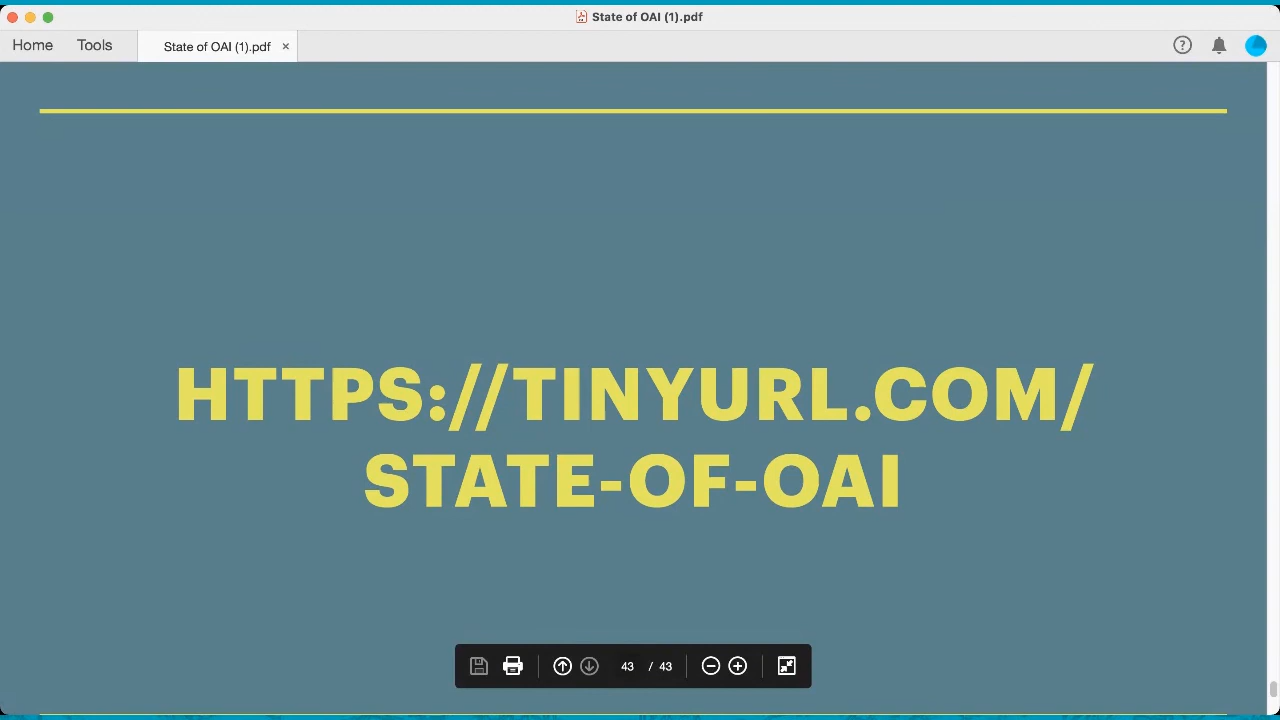 State of OAI (1).pdf
Home Tools State of OAI (1).pdf ×
HTTPS://TINYURL.COM/
STATE-OF-OAI
43 / 43